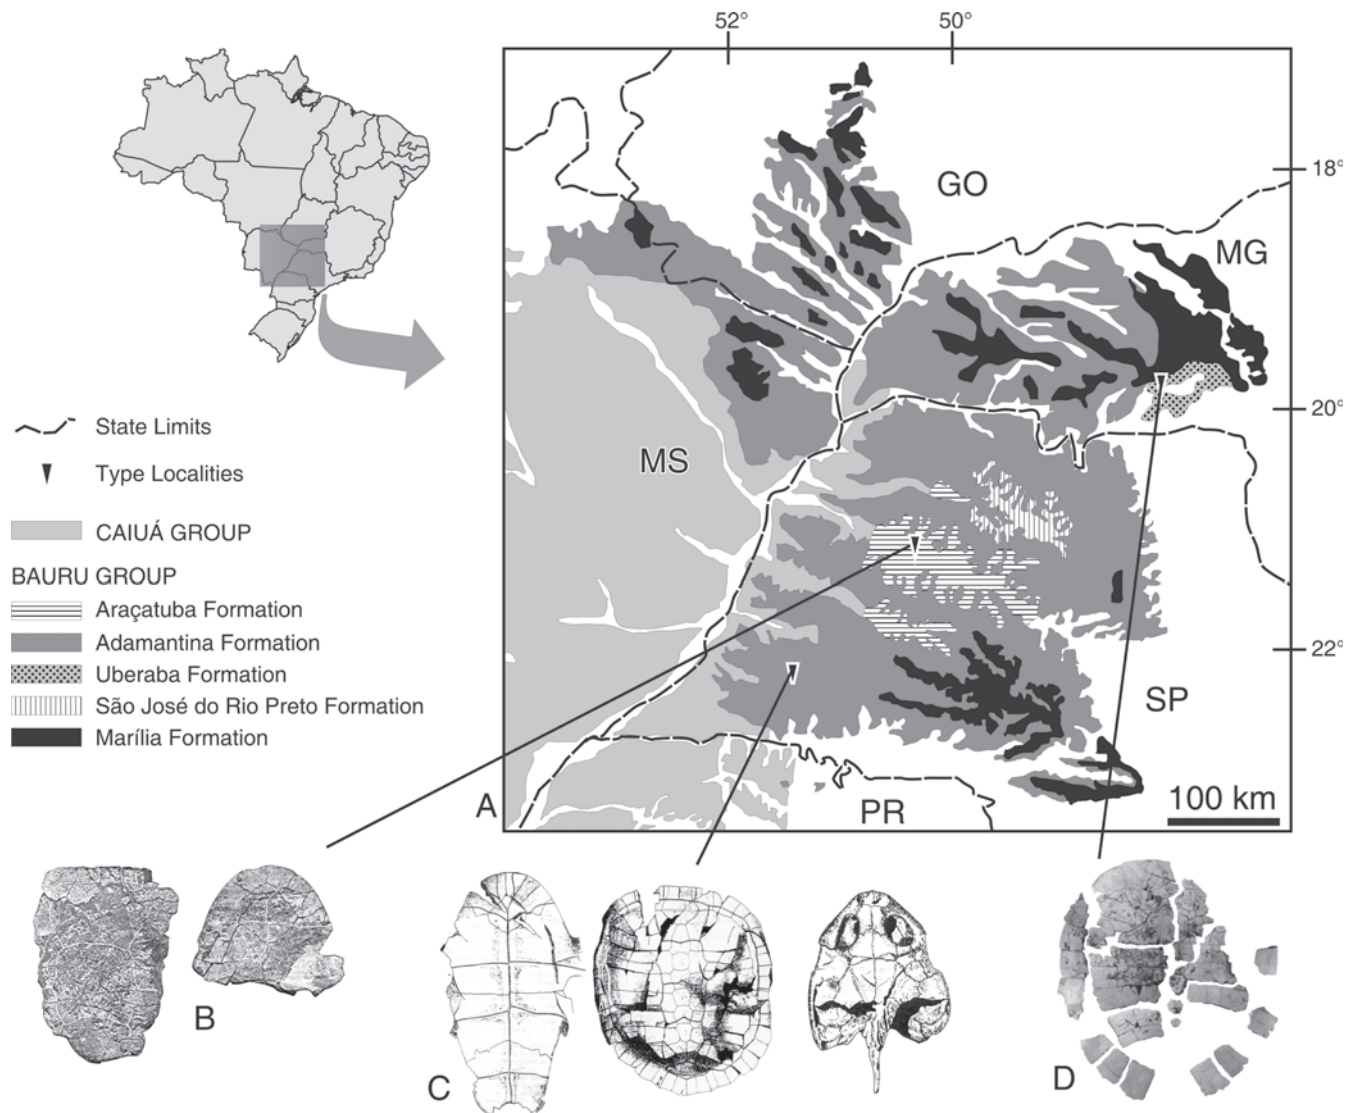 52°
50°
18°
GO
MG
20°
State Limits
Type Localities
MS
CAIUÁ GROUP
BAURU GROUP
Araçatuba Formation
Adamantina Formation
22°
Uberaba Formation
São José do Rio Preto Formation
SP
Marília Formation
A
PR
100 km
B
C
D